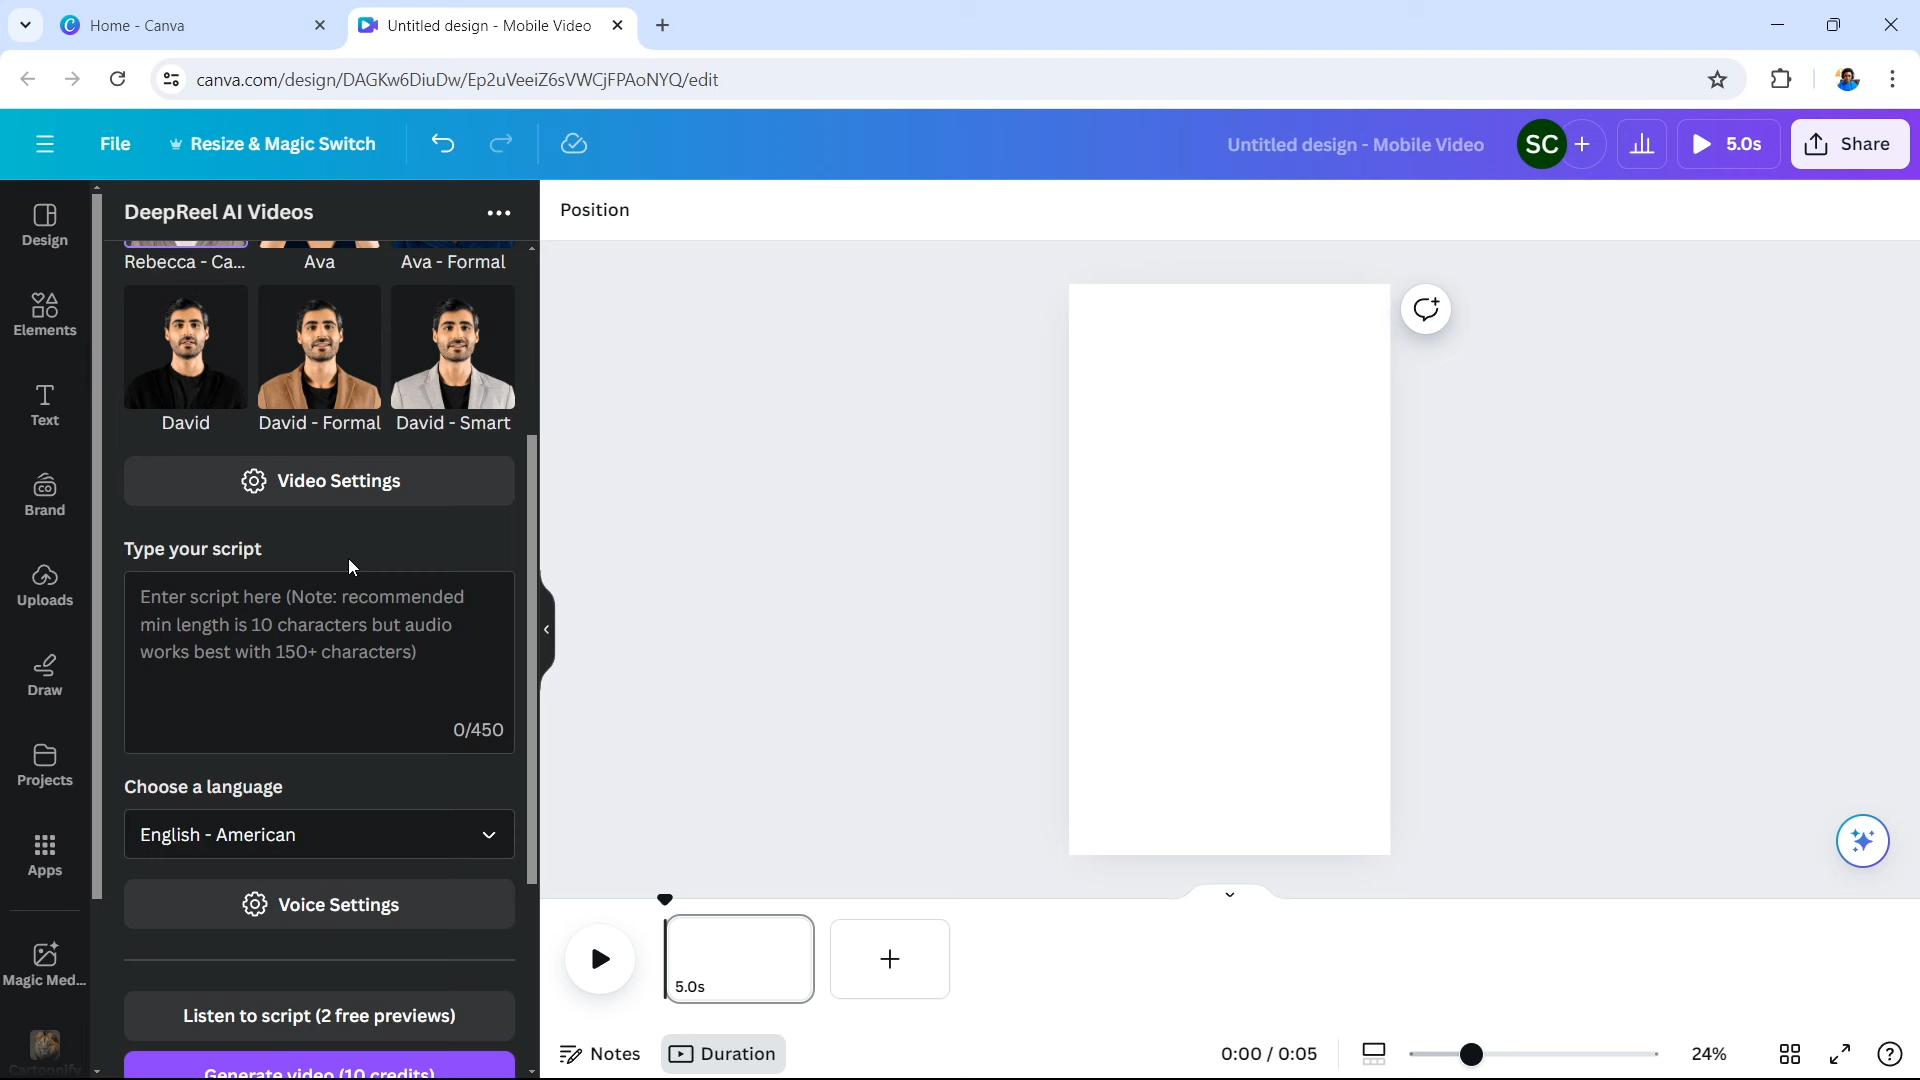 Home - Canva
Untitled design - Mobile Video
canva.com/design/DAGKw6DiuDw/Ep2uVeeiZ6sVWCjFPAoNYQ/edit
File
Resize & Magic Switch
Untitled design - Mobile Video
SC
5.0s
Share
Design
Elements
Text
Brand
Uploads
Draw
Projects
Apps
Magic Med...
Cartoonify
DeepReel AI Videos
Rebecca - Ca...
Ava
Ava - Formal
David
David - Formal
David - Smart
Video Settings
Type your script
Enter script here (Note: recommended
min length is 10 characters but audio
works best with 150+ characters)
0/450
Choose a language
English - American
Voice Settings
Listen to script (2 free previews)
Generate video (10 credits)
Position
5.0s
Notes
Duration
0:00 / 0:05
24%